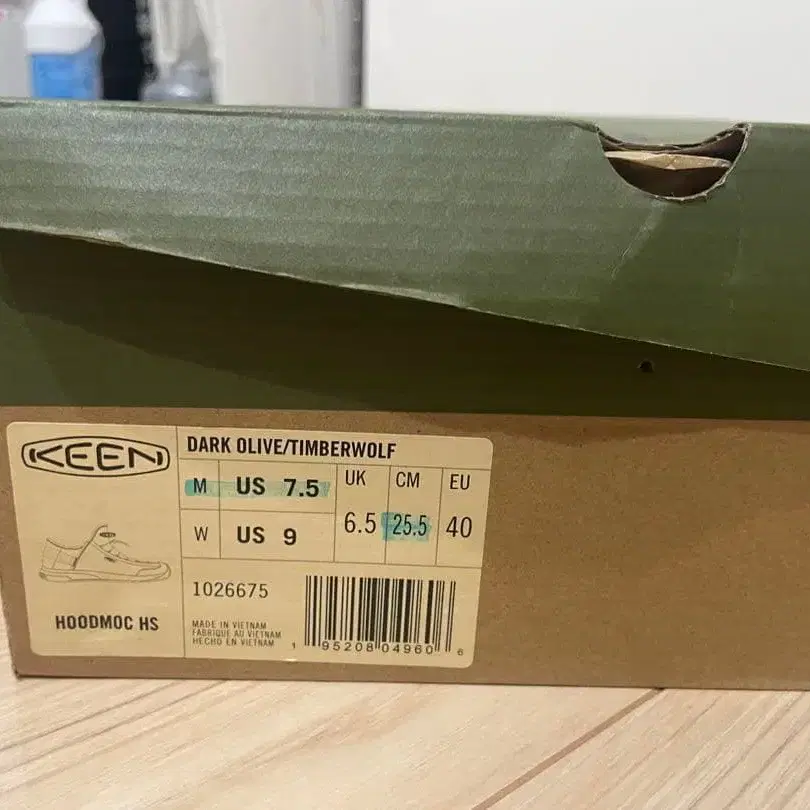 KEEN
DARK OLIVE/TIMBERWOLF
M US 7.5
W US 9
UK
6.5
CM
25.5
EU
40
HOODMOC HS
1026675
MADE IN VIETNAM
FABRIQUE AU VIETNAM
HECHO EN VIETNAM
1 95208 04960 6